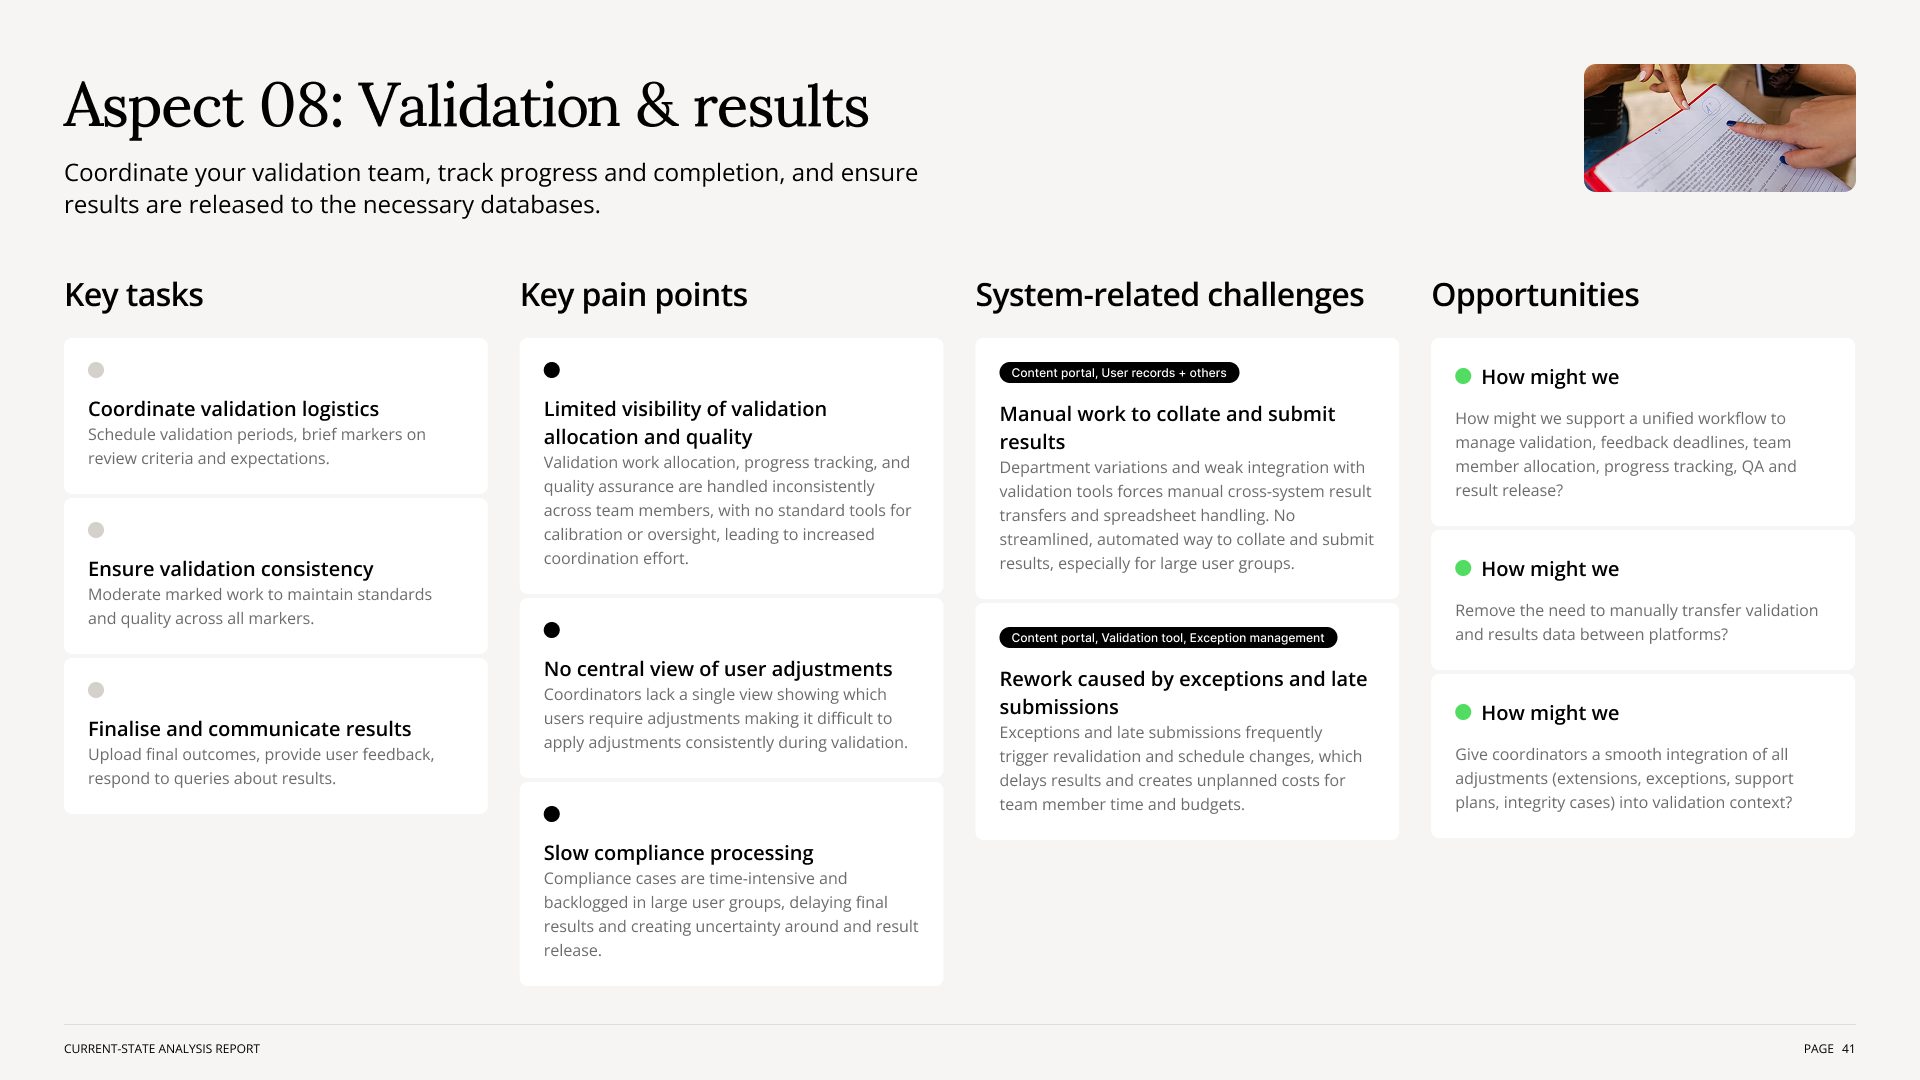 Aspect 08: Validation & results
Coordinate your validation team, track progress and completion, and ensure
results are released to the necessary databases.
Key tasks
Coordinate validation logistics
Schedule validation periods, brief markers on
review criteria and expectations.
Ensure validation consistency
Moderate marked work to maintain standards
and quality across all markers.
Finalise and communicate results
Upload final outcomes, provide user feedback,
respond to queries about results.
Key pain points
Limited visibility of validation
allocation and quality
Validation work allocation, progress tracking, and
quality assurance are handled inconsistently
across team members, with no standard tools for
calibration or oversight, leading to increased
coordination effort.
No central view of user adjustments
Coordinators lack a single view showing which
users require adjustments making it difficult to
apply adjustments consistently during validation.
Slow compliance processing
Compliance cases are time-intensive and
backlogged in large user groups, delaying final
results and creating uncertainty around and result
release.
System-related challenges
Content portal, User records + others
Manual work to collate and submit
results
Department variations and weak integration with
validation tools forces manual cross-system result
transfers and spreadsheet handling. No
streamlined, automated way to collate and submit
results, especially for large user groups.
Content portal, Validation tool, Exception management
Rework caused by exceptions and late
submissions
Exceptions and late submissions frequently
trigger revalidation and schedule changes, which
delays results and creates unplanned costs for
team member time and budgets.
Opportunities
How might we
How might we support a unified workflow to
manage validation, feedback deadlines, team
member allocation, progress tracking, QA and
result release?
How might we
Remove the need to manually transfer validation
and results data between platforms?
How might we
Give coordinators a smooth integration of all
adjustments (extensions, exceptions, support
plans, integrity cases) into validation context?
CURRENT-STATE ANALYSIS REPORT
PAGE 41